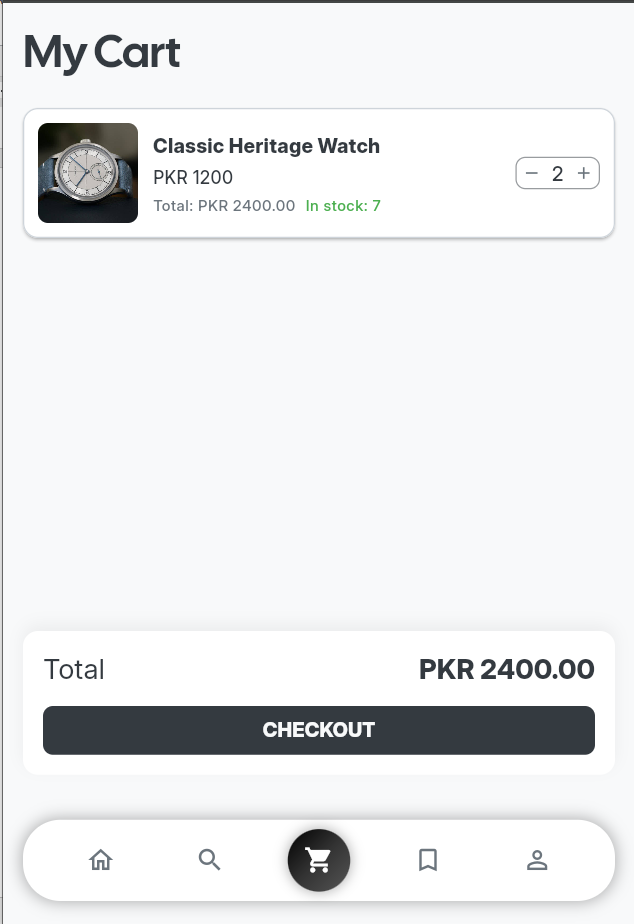 My Cart
Classic Heritage Watch
PKR 1200
Total: PKR 2400.00 In stock: 7
− 2 +
Total PKR 2400.00
CHECKOUT